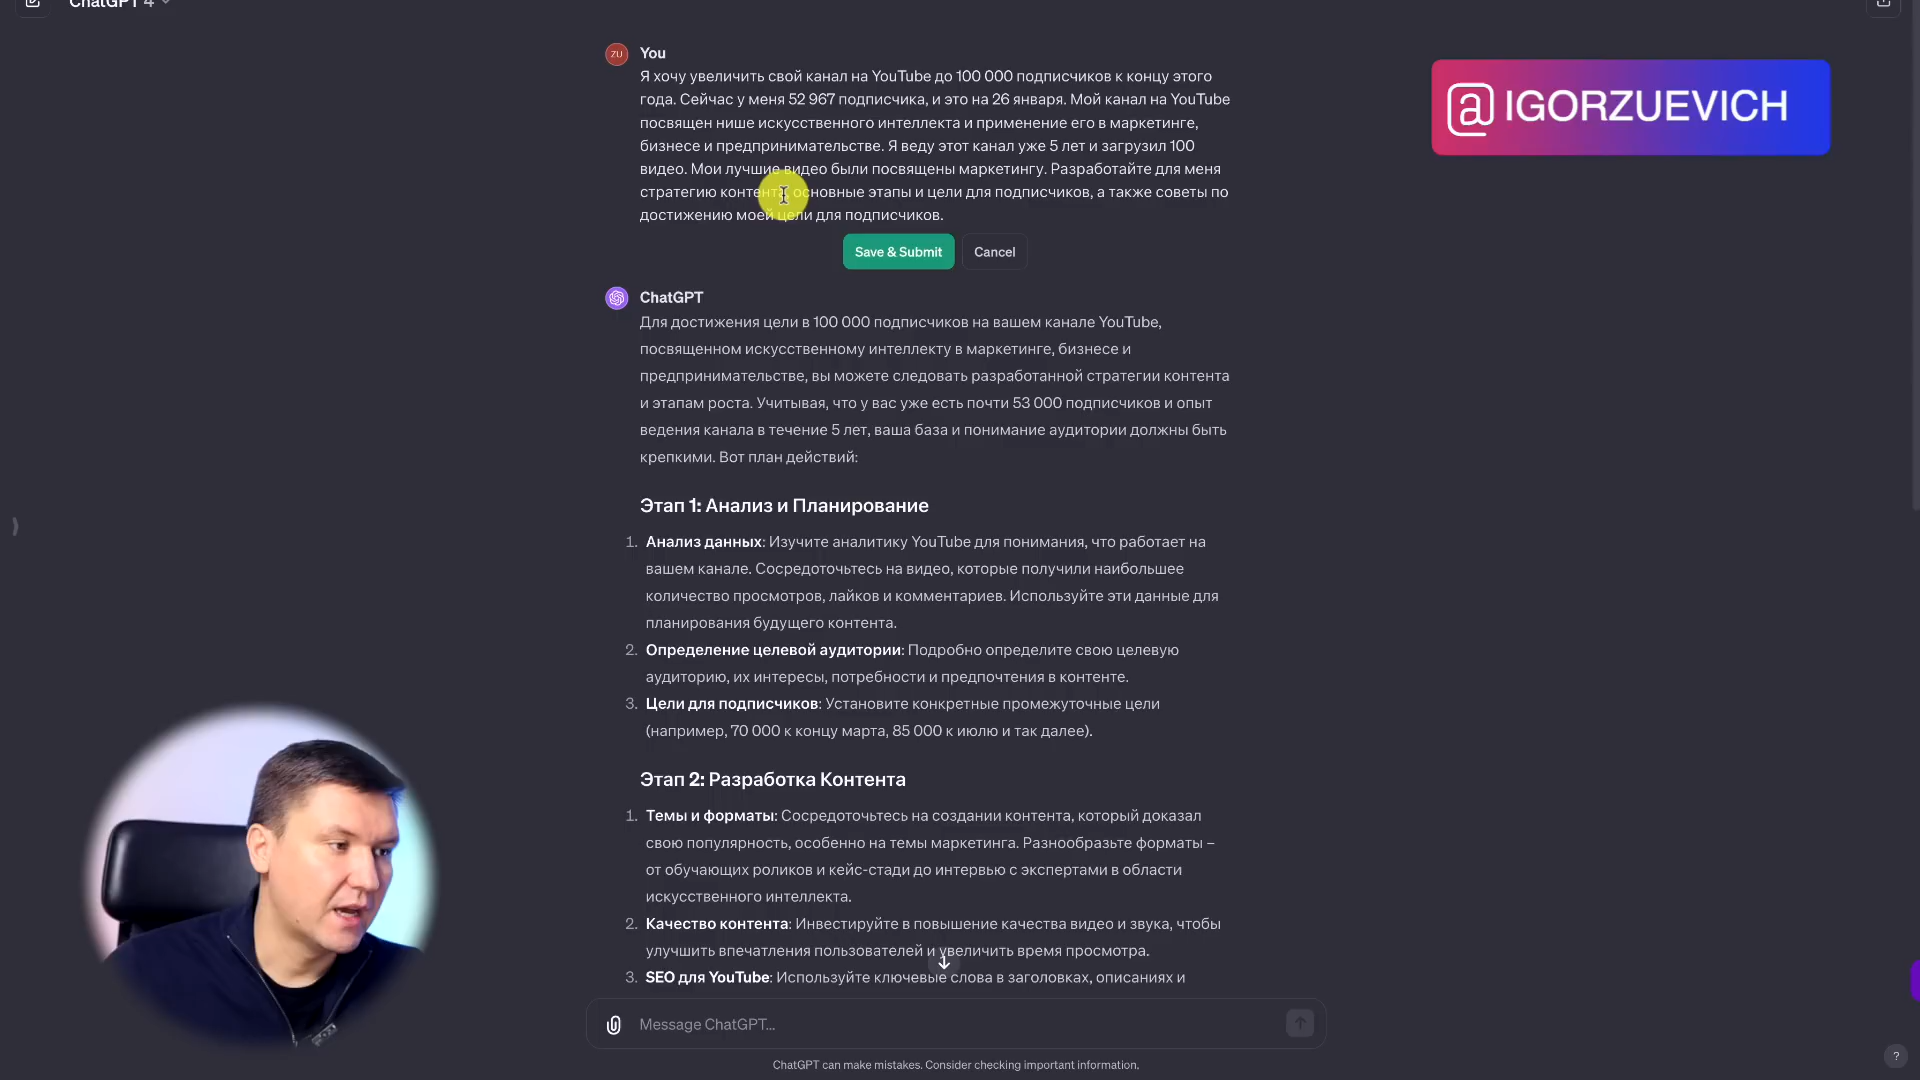 ChatGPT 4
ZU
You
Я хочу увеличить свой канал на YouTube до 100 000 подписчиков к концу этого
года. Сейчас у меня 52 967 подписчика, и это на 26 января. Мой канал на YouTube
посвящен нише искусственного интеллекта и применение его в маркетинге,
бизнесе и предпринимательстве. Я веду этот канал уже 5 лет и загрузил 100
видео. Мои лучшие видео были посвящены маркетингу. Разработайте для меня
стратегию контента, основные этапы и цели для подписчиков, а также советы по
достижению моей цели для подписчиков.
@IGORZUEVICH
Save & Submit
Cancel
ChatGPT
Для достижения цели в 100 000 подписчиков на вашем канале YouTube,
посвященном искусственному интеллекту в маркетинге, бизнесе и
предпринимательстве, вы можете следовать разработанной стратегии контента
и этапам роста. Учитывая, что у вас уже есть почти 53 000 подписчиков и опыт
ведения канала в течение 5 лет, ваша база и понимание аудитории должны быть
крепкими. Вот план действий:
Этап 1: Анализ и Планирование
1. Анализ данных: Изучите аналитику YouTube для понимания, что работает на
вашем канале. Сосредоточьтесь на видео, которые получили наибольшее
количество просмотров, лайков и комментариев. Используйте эти данные для
планирования будущего контента.
2. Определение целевой аудитории: Подробно определите свою целевую
аудиторию, их интересы, потребности и предпочтения в контенте.
3. Цели для подписчиков: Установите конкретные промежуточные цели
(например, 70 000 к концу марта, 85 000 к июлю и так далее).
Этап 2: Разработка Контента
1. Темы и форматы: Сосредоточьтесь на создании контента, который доказал
свою популярность, особенно на темы маркетинга. Разнообразьте форматы –
от обучающих роликов и кейс-стади до интервью с экспертами в области
искусственного интеллекта.
2. Качество контента: Инвестируйте в повышение качества видео и звука, чтобы
улучшить впечатления пользователей и увеличить время просмотра.
3. SEO для YouTube: Используйте ключевые слова в заголовках, описаниях и
Message ChatGPT...
ChatGPT can make mistakes. Consider checking important information.
?